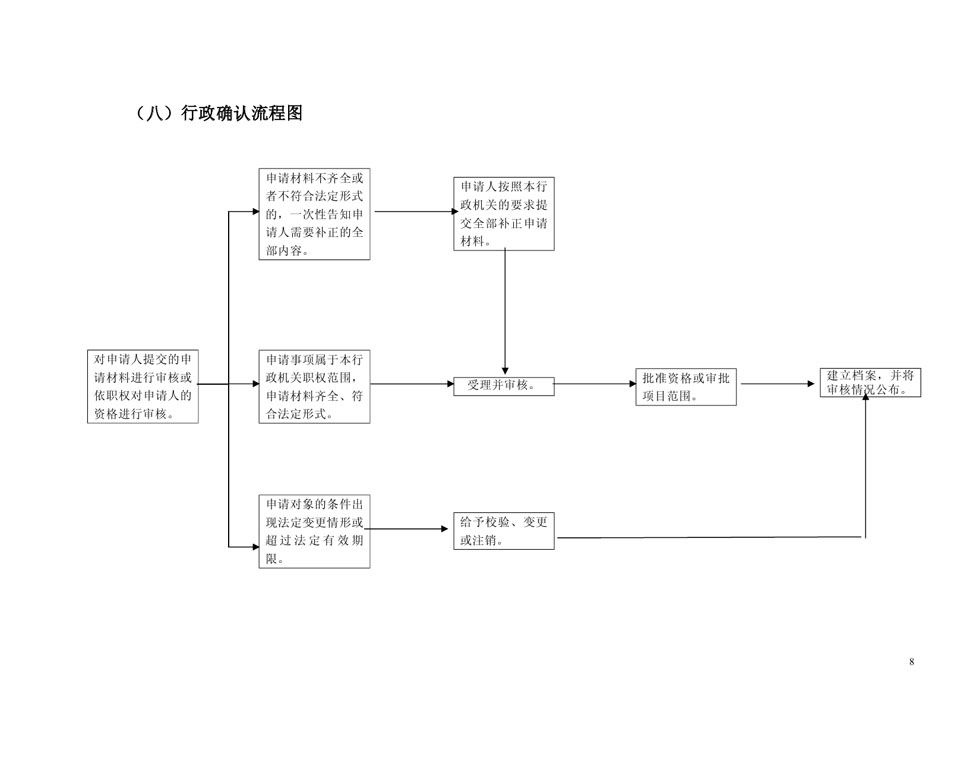 （八）行政确认流程图
申请材料不齐全或
者不符合法定形式
的，一次性告知申
请人需要补正的全
部内容。
申请人按照本行
政机关的要求提
交全部补正申请
材料。
对申请人提交的申
请材料进行审核或
依职权对申请人的
资格进行审核。
申请事项属于本行
政机关职权范围，
申请材料齐全、符
合法定形式。
受理并审核。
批准资格或审批
项目范围。
建立档案，并将
审核情况公布。
申请对象的条件出
现法定变更情形或
超过法定有效期
限。
给予校验、变更
或注销。
8